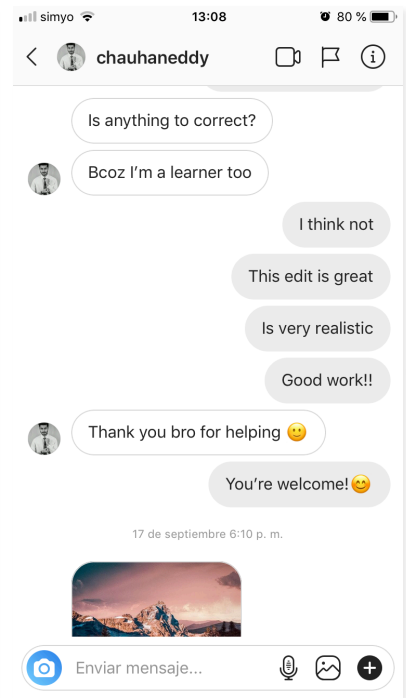 simyo
13:08
80 %
chauhaneddy
Is anything to correct?
Bcoz I'm a learner too
I think not
This edit is great
Is very realistic
Good work!!
Thank you bro for helping 🙂
You're welcome!😊
17 de septiembre 6:10 p. m.
Enviar mensaje...